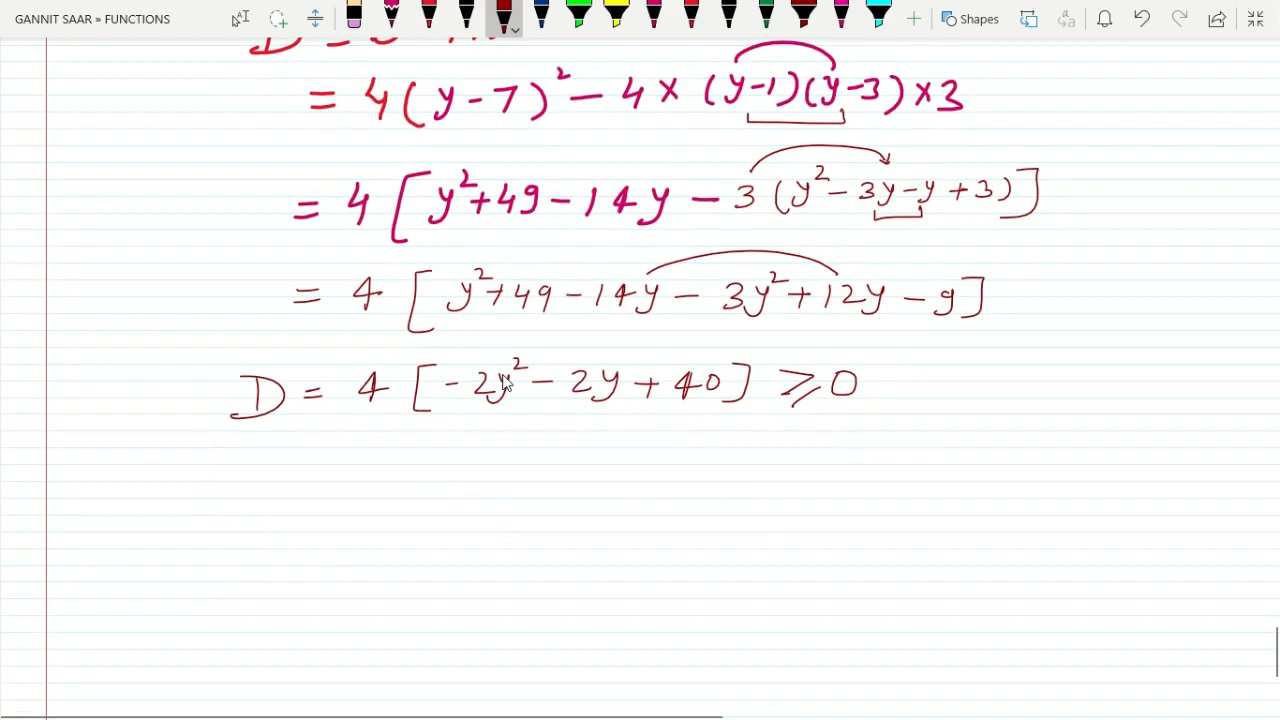 GANNIT SAAR » FUNCTIONS
Shapes
= 4(y-7)² - 4 × (y-1)(y-3)×3
= 4[y²+49-14y - 3(y²-3y-y+3)]
= 4[y²+49-14y-3y²+12y-9]
D = 4[-2y²-2y+40] ⩾0